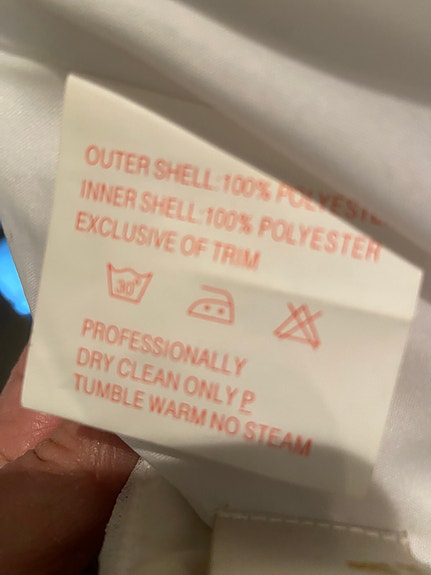 OUTER SHELL:100% POLYESTE
INNER SHELL:100% POLYESTER
EXCLUSIVE OF TRIM
30°
PROFESSIONALLY
DRY CLEAN ONLY P
TUMBLE WARM NO STEAM